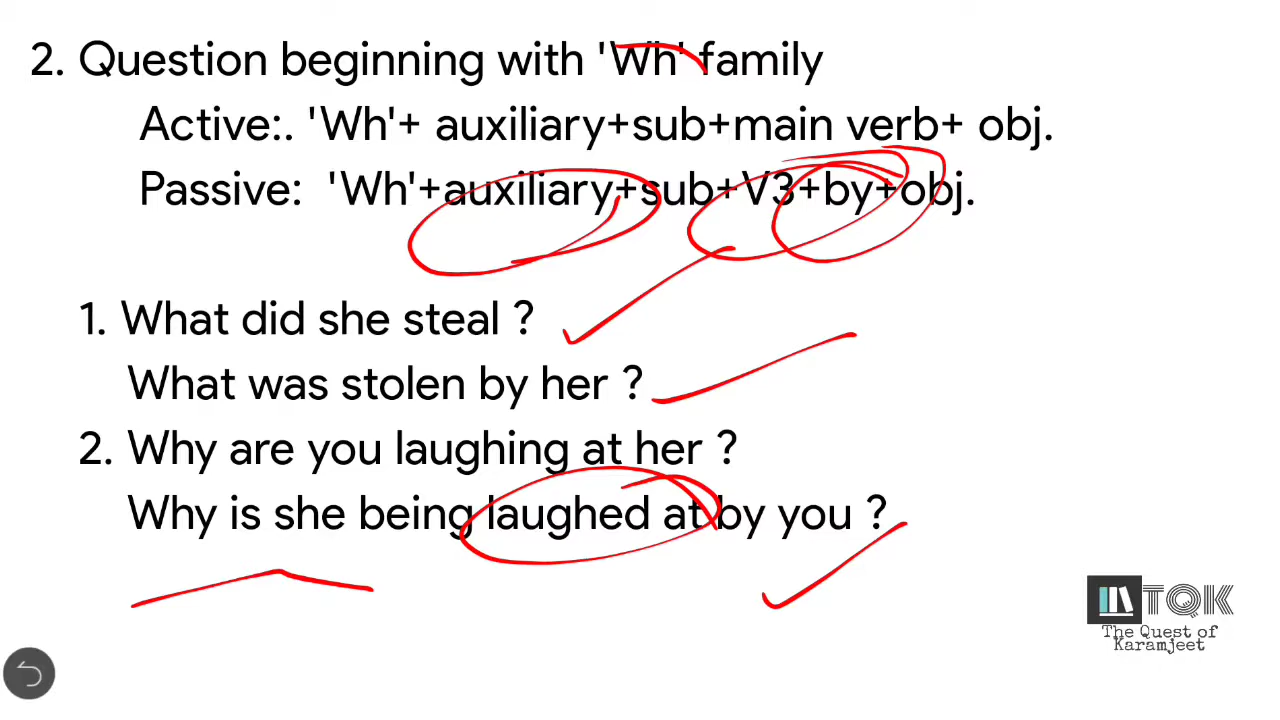 2. Question beginning with 'Wh' family
Active:. 'Wh'+ auxiliary+sub+main verb+ obj.
Passive: 'Wh'+auxiliary+sub+V3+by+obj.
1. What did she steal ?
What was stolen by her ?
2. Why are you laughing at her ?
Why is she being laughed at by you ?
TQK
The Quest of
Karamjeet